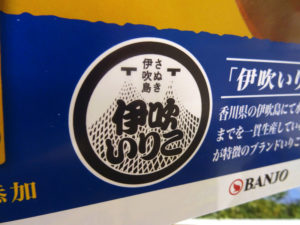 さぬき
伊吹島
伊吹
いりこ
「伊吹いり
香川県の伊吹島にて
までを一貫生産してい
が特徴のブランドいりこ
添加
BANJO